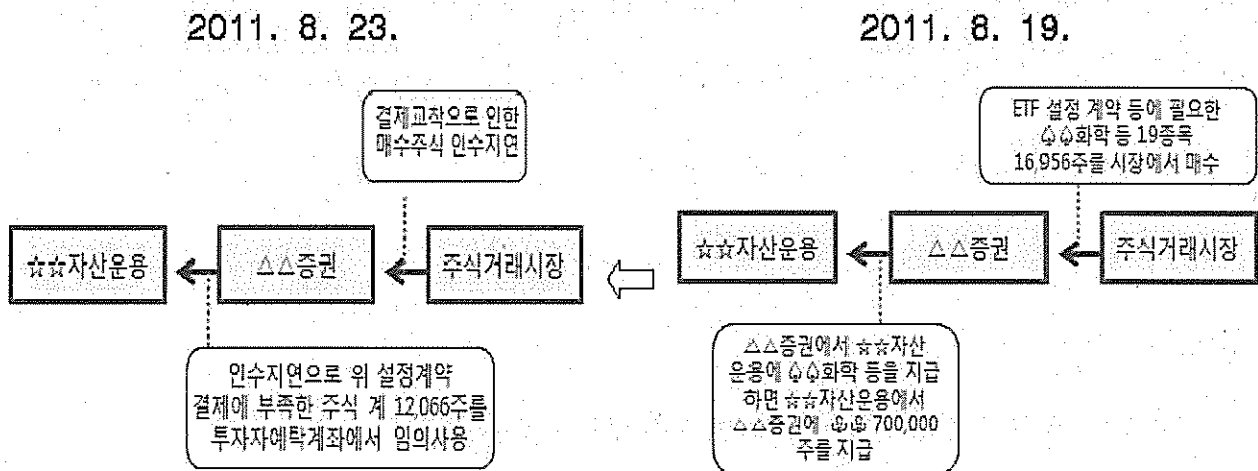 2011. 8. 23.
2011. 8. 19.
결제교착으로 인한
매수주식 인수지연
ETF 설정 계약 등에 필요한
♤♤화학 등 19종목
16,956주를 시장에서 매수
☆☆자산운용
△△증권
주식거래시장
☆☆자산운용
△△증권
주식거래시장
인수지연으로 위 설정계약
결제에 부족한 주식 계 12,066주를
투자자예탁계좌에서 임의사용
△△증권에서 ☆☆자산
운용에 ♤♤화학 등을 지급
하면 ☆☆자산운용에서
△△증권에 700,000
주를 지급